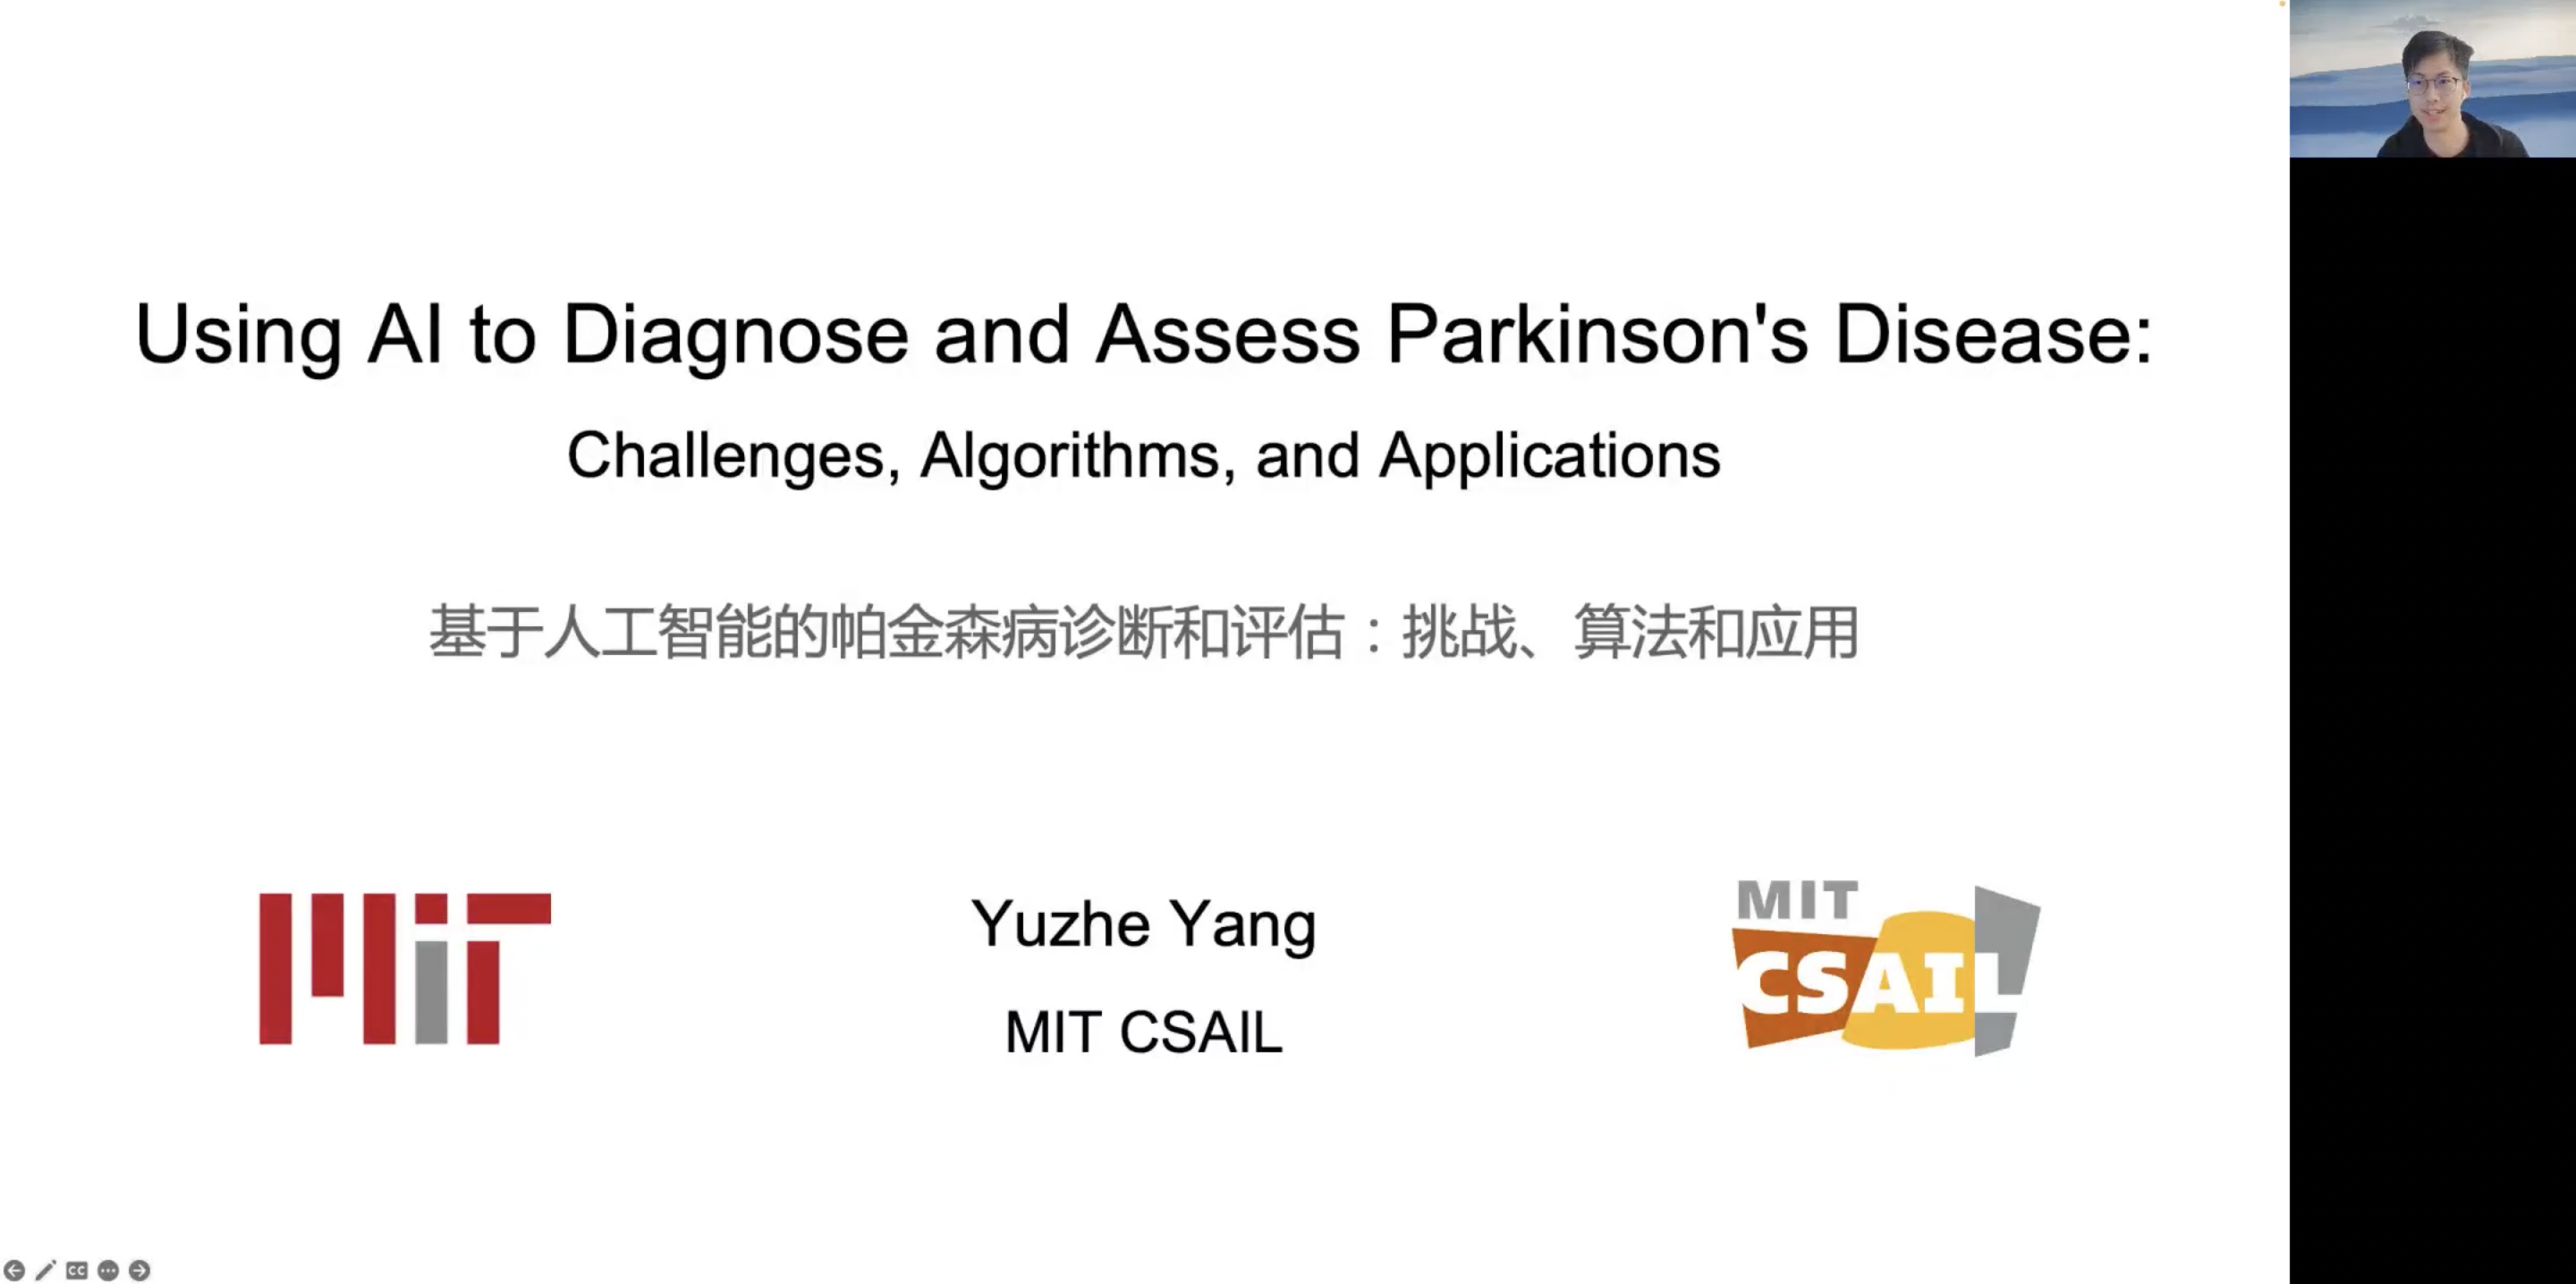 Using AI to Diagnose and Assess Parkinson's Disease:
Challenges, Algorithms, and Applications
基于人工智能的帕金森病诊断和评估：挑战、算法和应用
MIT
Yuzhe Yang
MIT CSAIL
MIT
CSAIL
CC